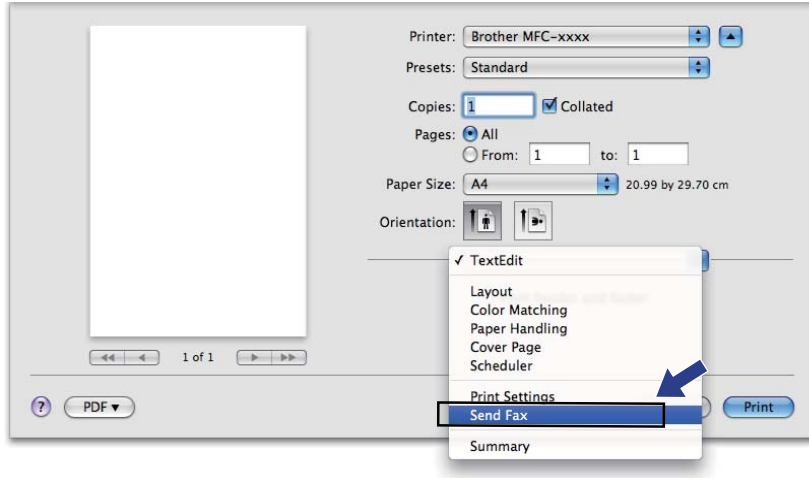 Printer: Brother MFC-xxxx
Presets: Standard
Copies: 1 Collated
Pages: All
From: 1 to: 1
Paper Size: A4 20.99 by 29.70 cm
Orientation:
✓ TextEdit
Layout
Color Matching
Paper Handling
Cover Page
Scheduler
Print Settings
Send Fax
Summary
1 of 1
? PDF ▼ Print